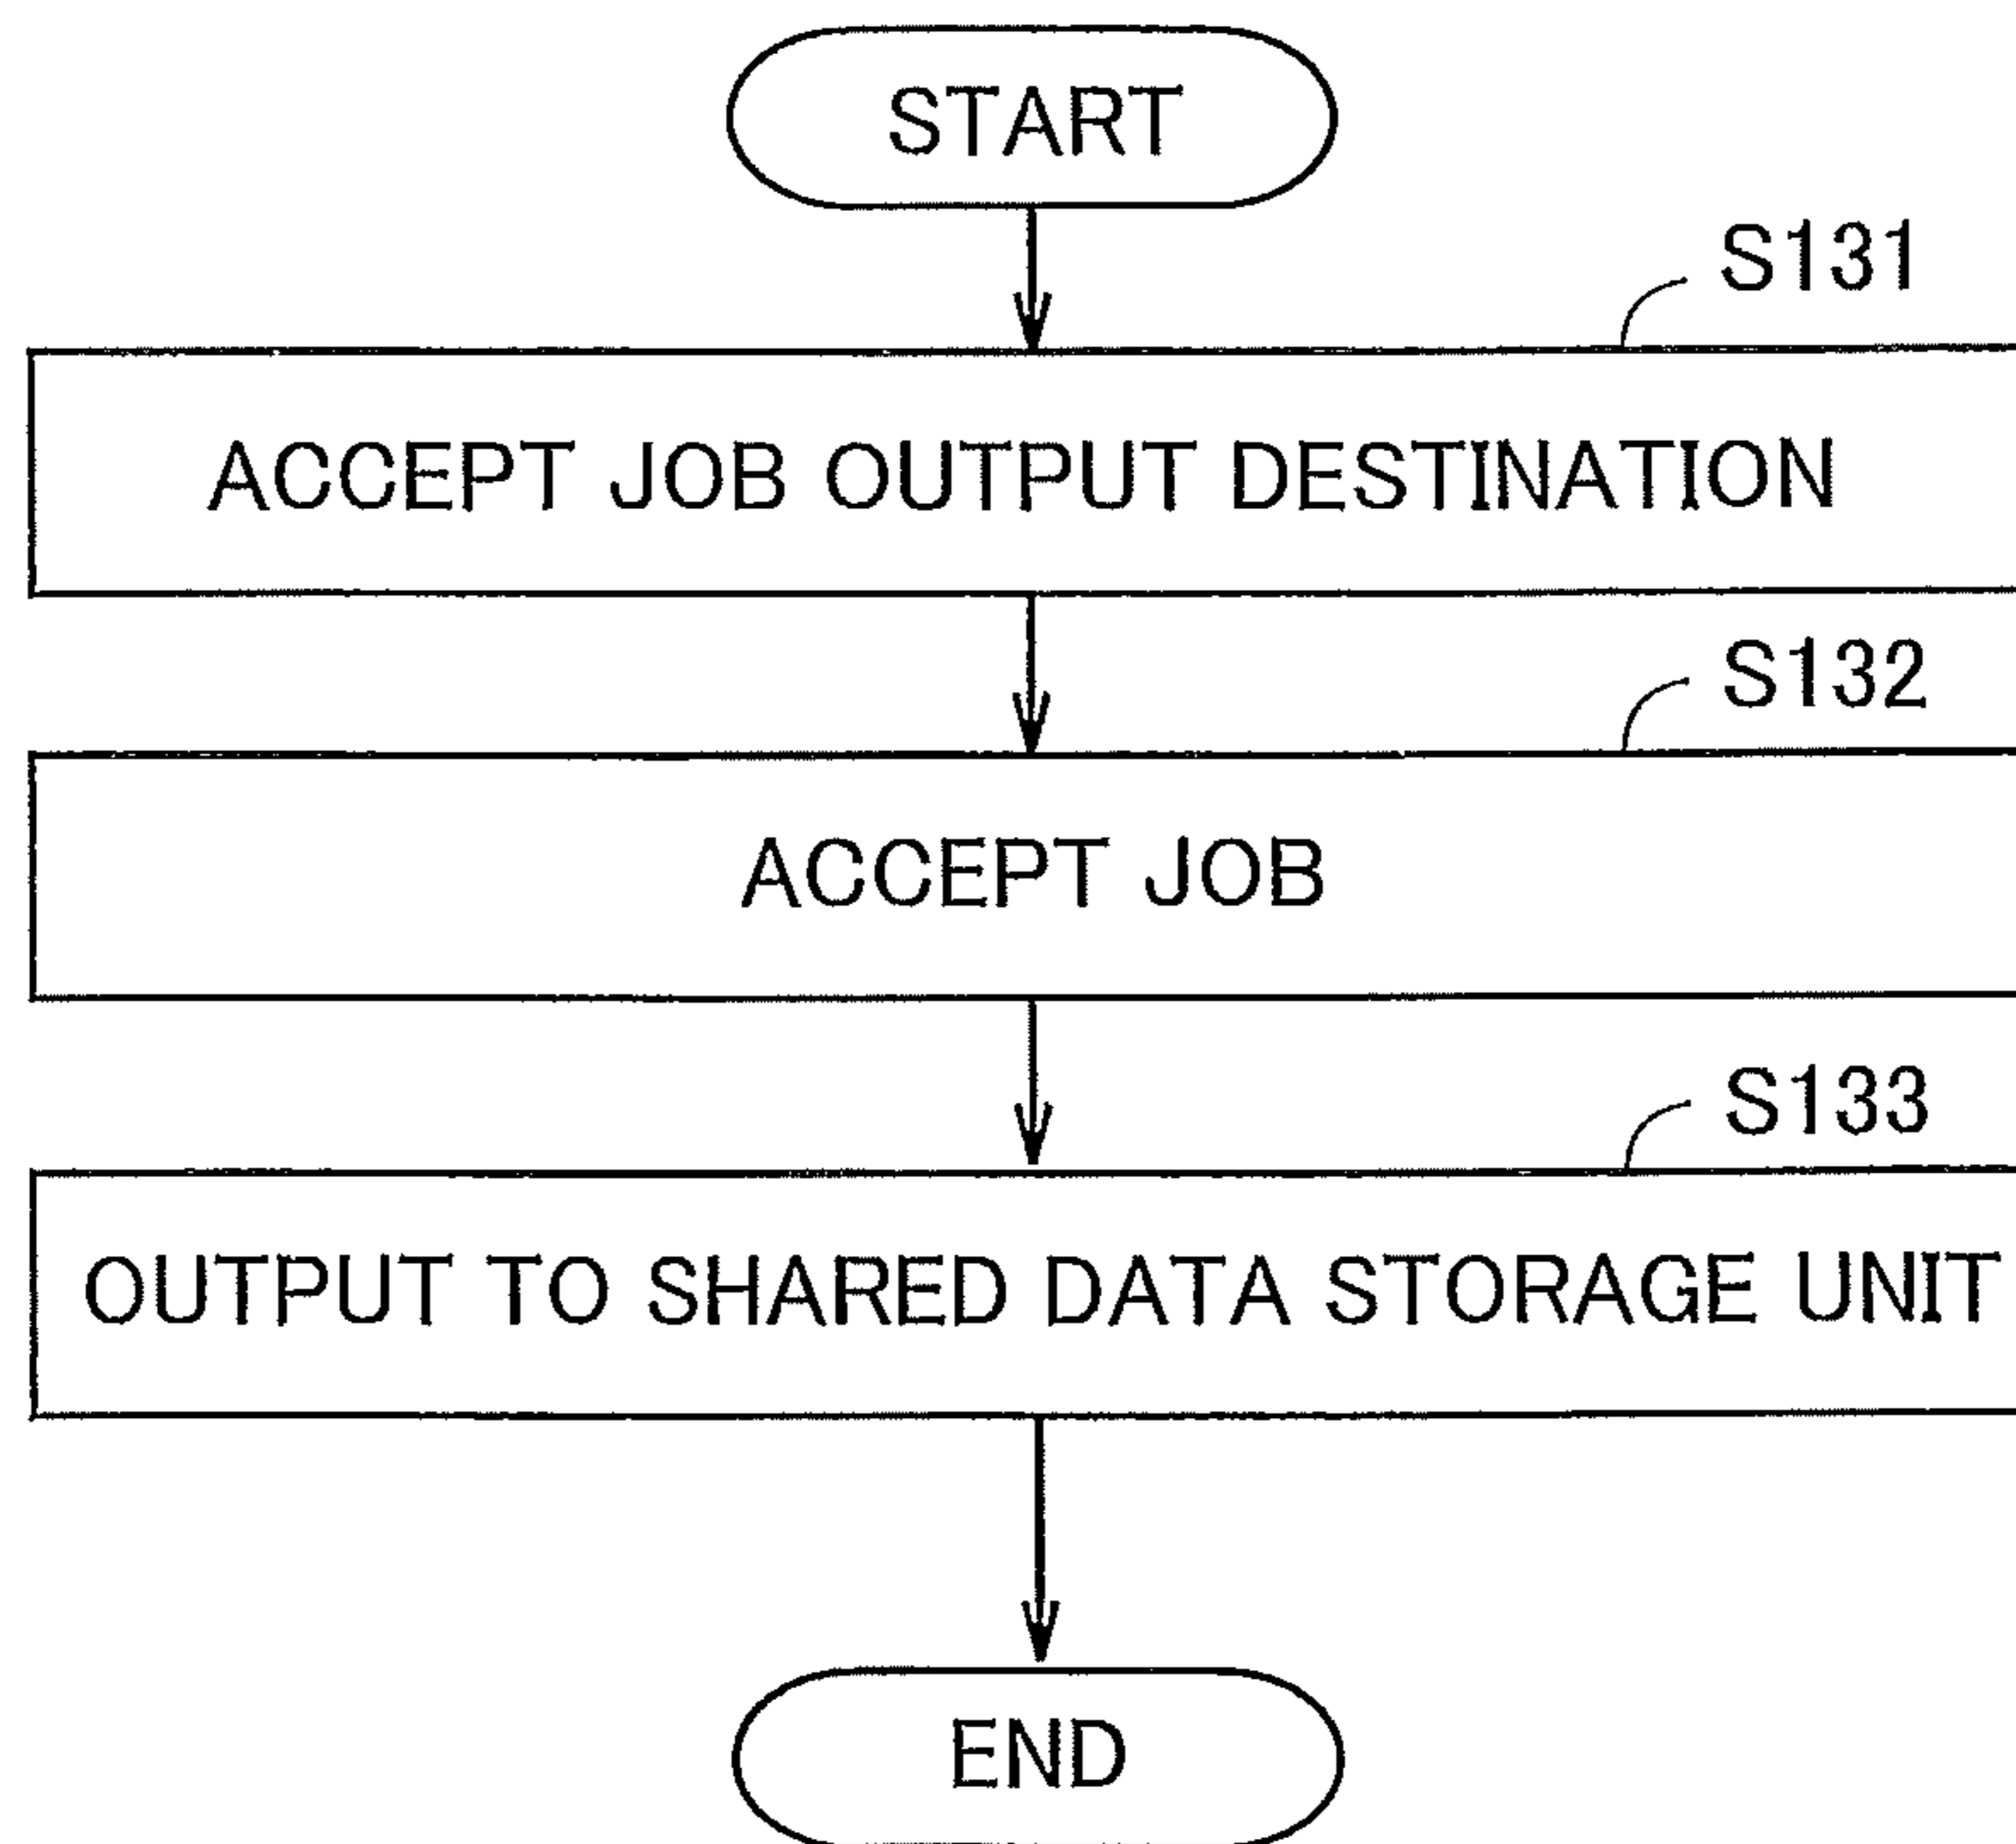 START
S131
ACCEPT JOB OUTPUT DESTINATION
S132
ACCEPT JOB
S133
OUTPUT TO SHARED DATA STORAGE UNIT
END